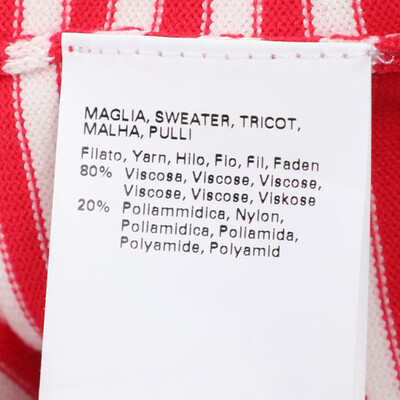 MAGLIA, SWEATER, TRICOT,
MALHA, PULLI
Filato, Yarn, Hilo, Fio, Fil, Faden
80% Viscosa, Viscose, Viscose,
Viscose, Viscose, Viskose
20% Poliammidica, Nylon,
Poliamidica, Poliamida,
Polyamide, Polyamid